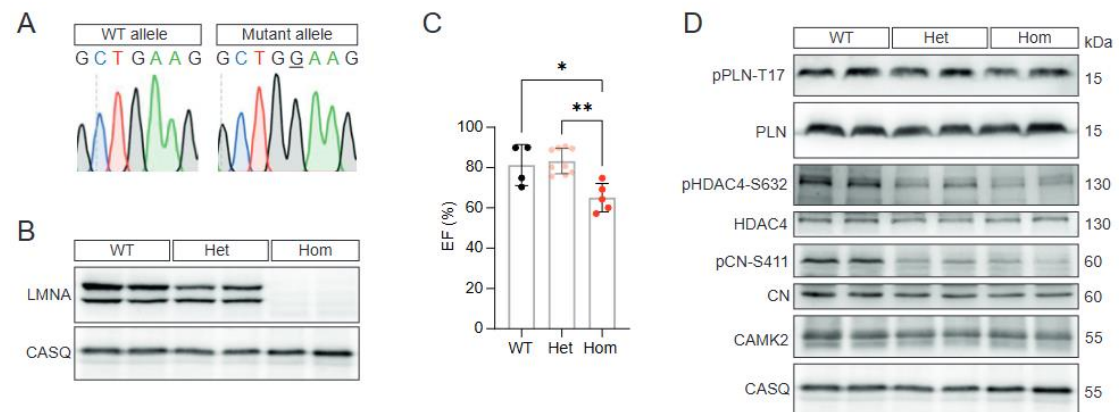 A
WT allele
Mutant allele
G C T G A A G
G C T G G A A G
B
WT
Het
Hom
LMNA
CASQ
C
*
**
100
80
60
40
20
0
EF (%)
WT
Het
Hom
D
WT
Het
Hom
kDa
pPLN-T17
15
PLN
15
pHDAC4-S632
130
HDAC4
130
pCN-S411
60
CN
60
CAMK2
55
CASQ
55